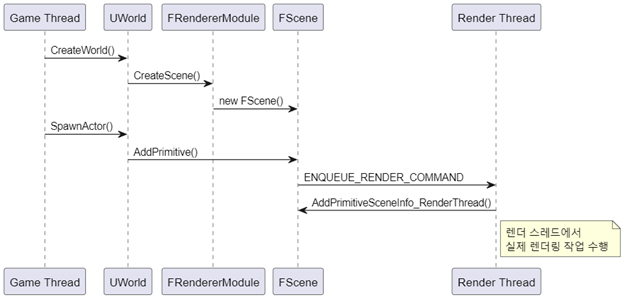 Game Thread
UWorld
FRendererModule
FScene
Render Thread
CreateWorld()
CreateScene()
new FScene()
SpawnActor()
AddPrimitive()
ENQUEUE_RENDER_COMMAND
AddPrimitiveSceneInfo_RenderThread()
렌더 스레드에서
실제 렌더링 작업 수행
Game Thread
UWorld
FRendererModule
FScene
Render Thread